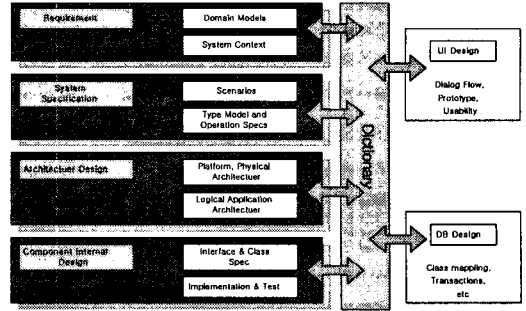 Requirement
Domain Models
System Context
System
Specification
Scenarios
Type Model and
Operation Specs
Architectuer Design
Platform, Physical
Architectuer
Logical Application
Architectuer
Component Internal
Design
Interface & Class
Spec
Implementation & Test
Dictionary
UI Design
Dialog Flow,
Prototype,
Usability
DB Design
Class mapping,
Transactions,
etc